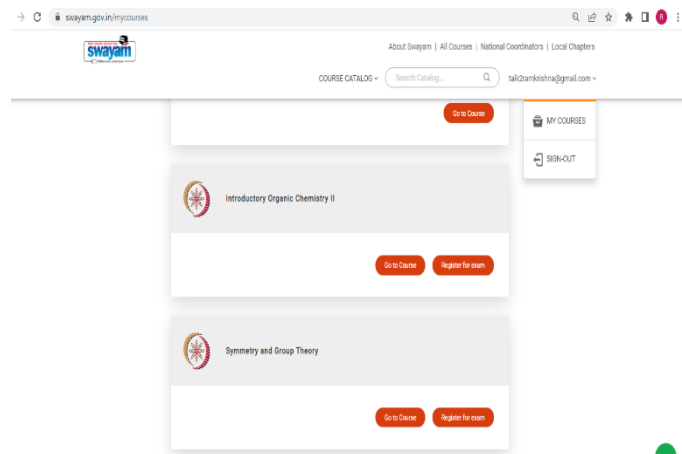 swayam.gov.in/mycourses
R
swayam
About Swayam | All Courses | National Coordinators | Local Chapters
COURSE CATALOG
Search Catalog...
talk2ramkrishna@gmail.com
Go to Course
MY COURSES
SIGN-OUT
Introductory Organic Chemistry II
Go to Course
Register for exam
Symmetry and Group Theory
Go to Course
Register for exam